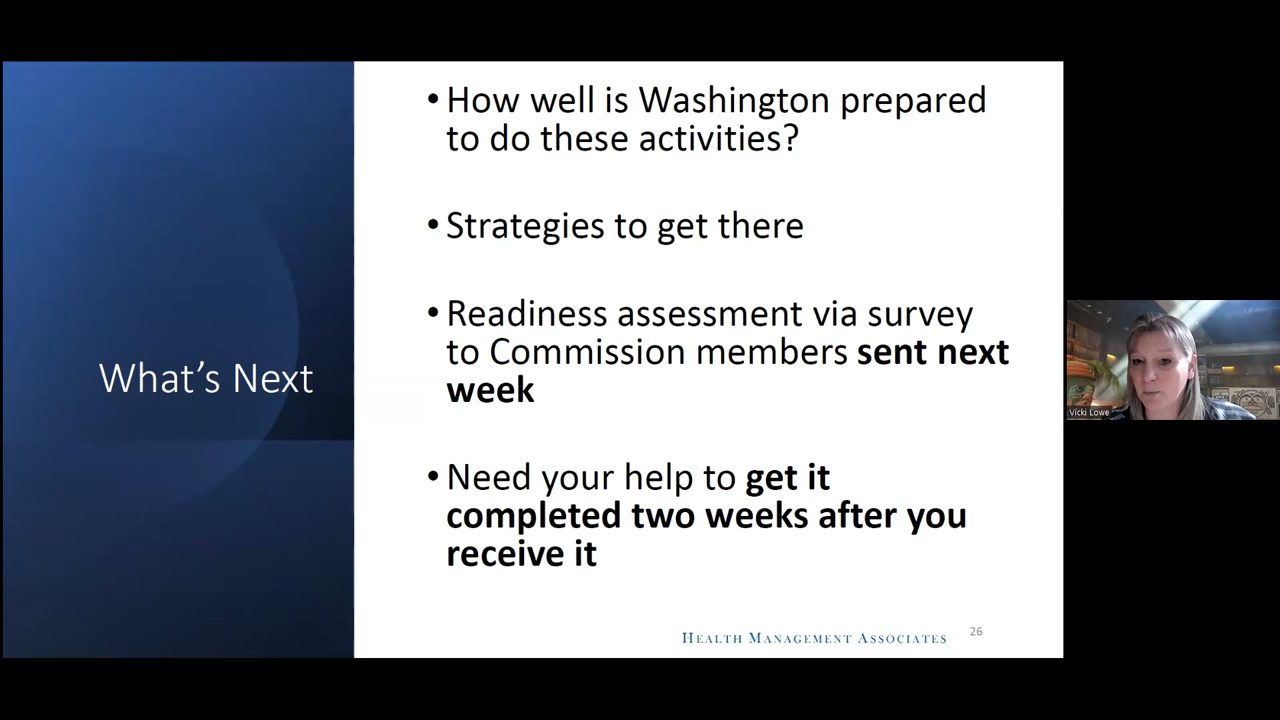 • How well is Washington prepared
to do these activities?
• Strategies to get there
• Readiness assessment via survey
to Commission members sent next
week
What's Next
• Need your help to get it
completed two weeks after you
receive it
HEALTH MANAGEMENT ASSOCIATES
26
Vicki Lowe